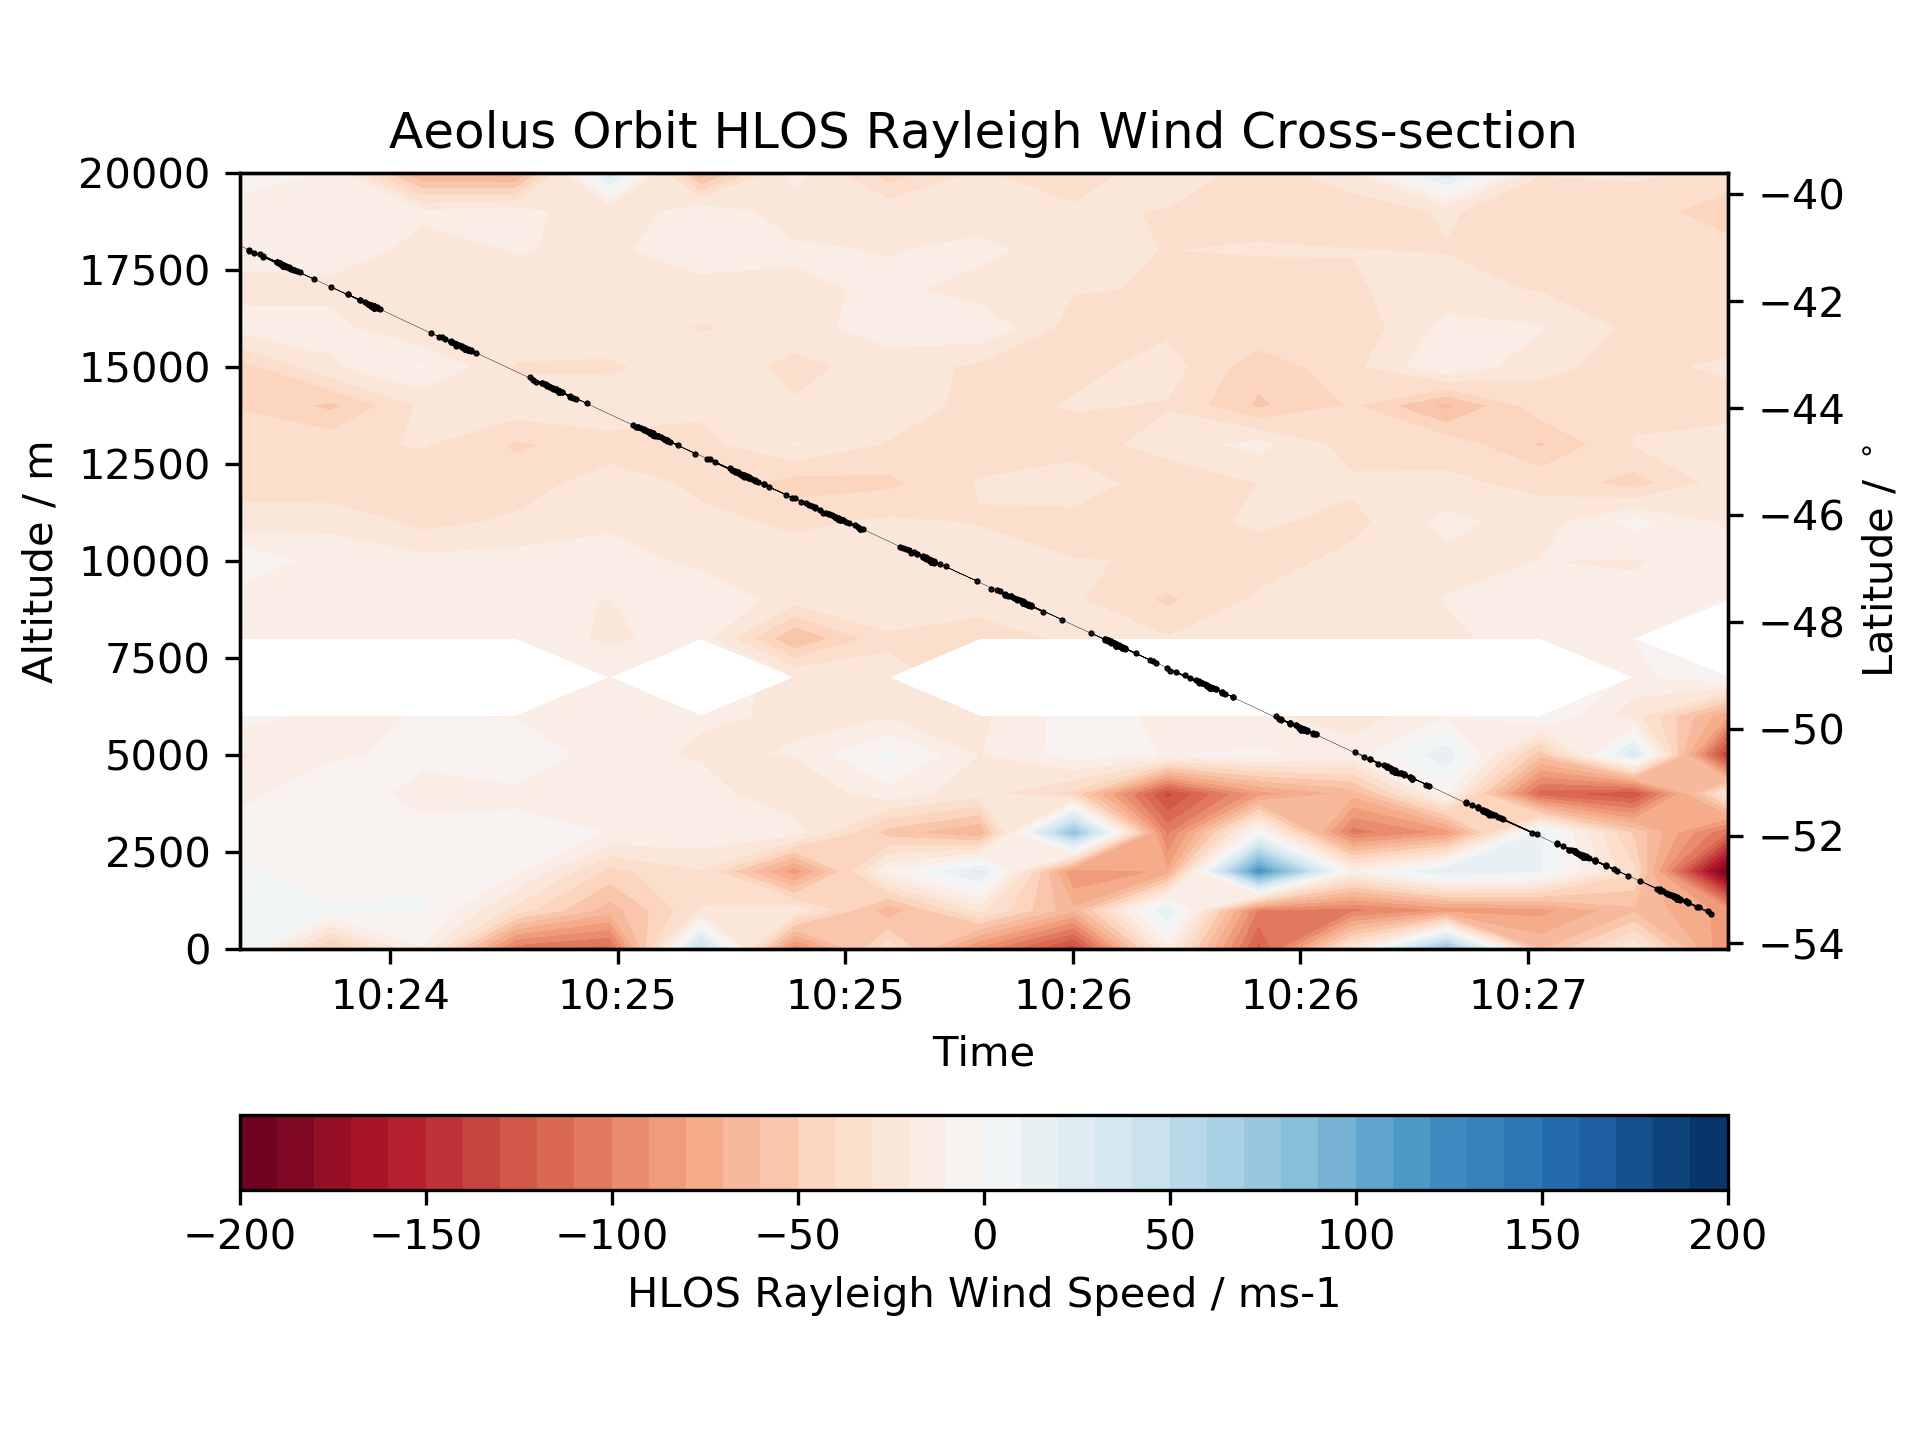 Aeolus Orbit HLOS Rayleigh Wind Cross-section
20000
17500
15000
12500
10000
7500
5000
2500
0
Altitude / m
−40
−42
−44
−46
−48
−50
−52
−54
Latitude / °
10:24 10:25 10:25 10:26 10:26 10:27
Time
−200 −150 −100 −50 0 50 100 150 200
HLOS Rayleigh Wind Speed / ms-1